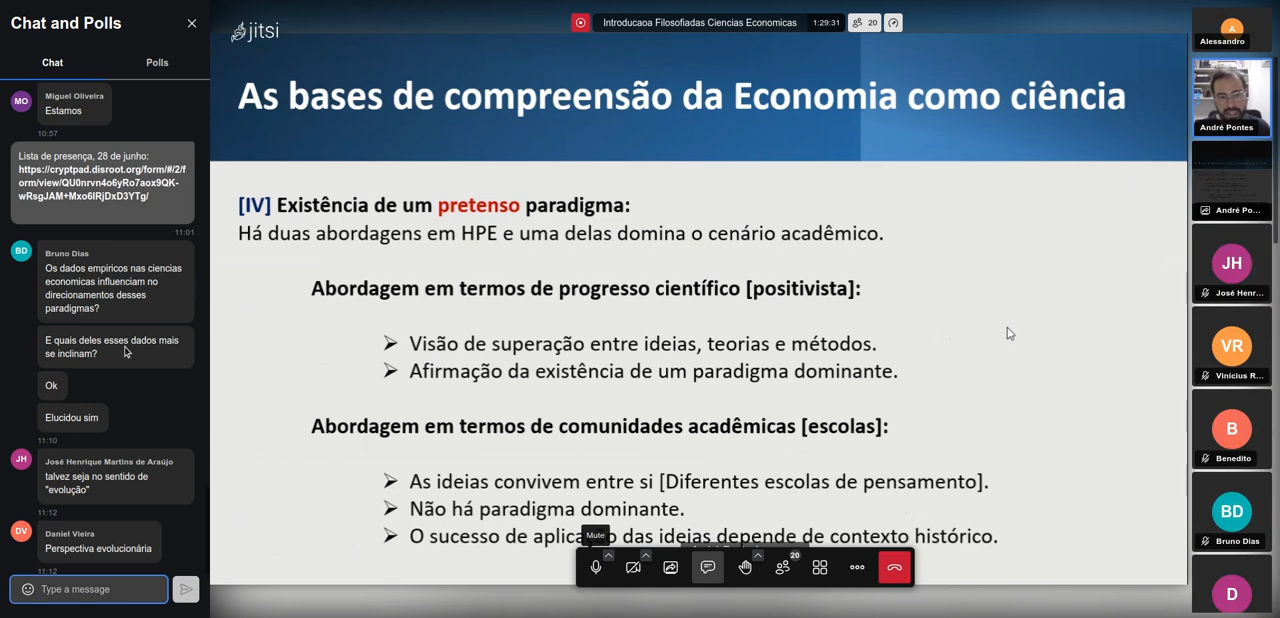 Chat and Polls
Chat
Polls
MO
Miguel Oliveira
Estamos
10:57
Lista de presença, 28 de junho:
https://cryptpad.disroot.org/form/#/2/f
orm/view/QU0nrvn4o6yRo7aox9QK-
wRsgJAM+Mxo6IRjDxD3YTg/
11:01
BD
Bruno Dias
Os dados empiricos nas ciencias
economicas influenciam no
direcionamentos desses
paradigmas?
E quais deles esses dados mais
se inclinam?
Ok
Elucidou sim
11:10
JH
José Henrique Martins de Araújo
talvez seja no sentido de
"evolução"
11:12
DV
Daniel Vieira
Perspectiva evolucionária
11:12
Type a message
jitsi
Introducaoa Filosofiadas Ciencias Economicas
1:29:31
20
As bases de compreensão da Economia como ciência
[IV] Existência de um pretenso paradigma:
Há duas abordagens em HPE e uma delas domina o cenário acadêmico.
Abordagem em termos de progresso científico [positivista]:
➢ Visão de superação entre ideias, teorias e métodos.
➢ Afirmação da existência de um paradigma dominante.
Abordagem em termos de comunidades acadêmicas [escolas]:
➢ As ideias convivem entre si [Diferentes escolas de pensamento].
➢ Não há paradigma dominante.
➢ O sucesso de aplicação das ideias depende de contexto histórico.
Mute
20
A
Alessandro
André Pontes
André Po...
JH
José Henr...
VR
Vinícius R...
B
Benedito
BD
Bruno Dias
D